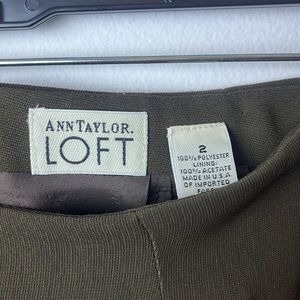 ANN TAYLOR.
LOFT
2
100% POLYESTER
LINING:
100% ACETATE
MADE IN U.S.A.
OF IMPORTED